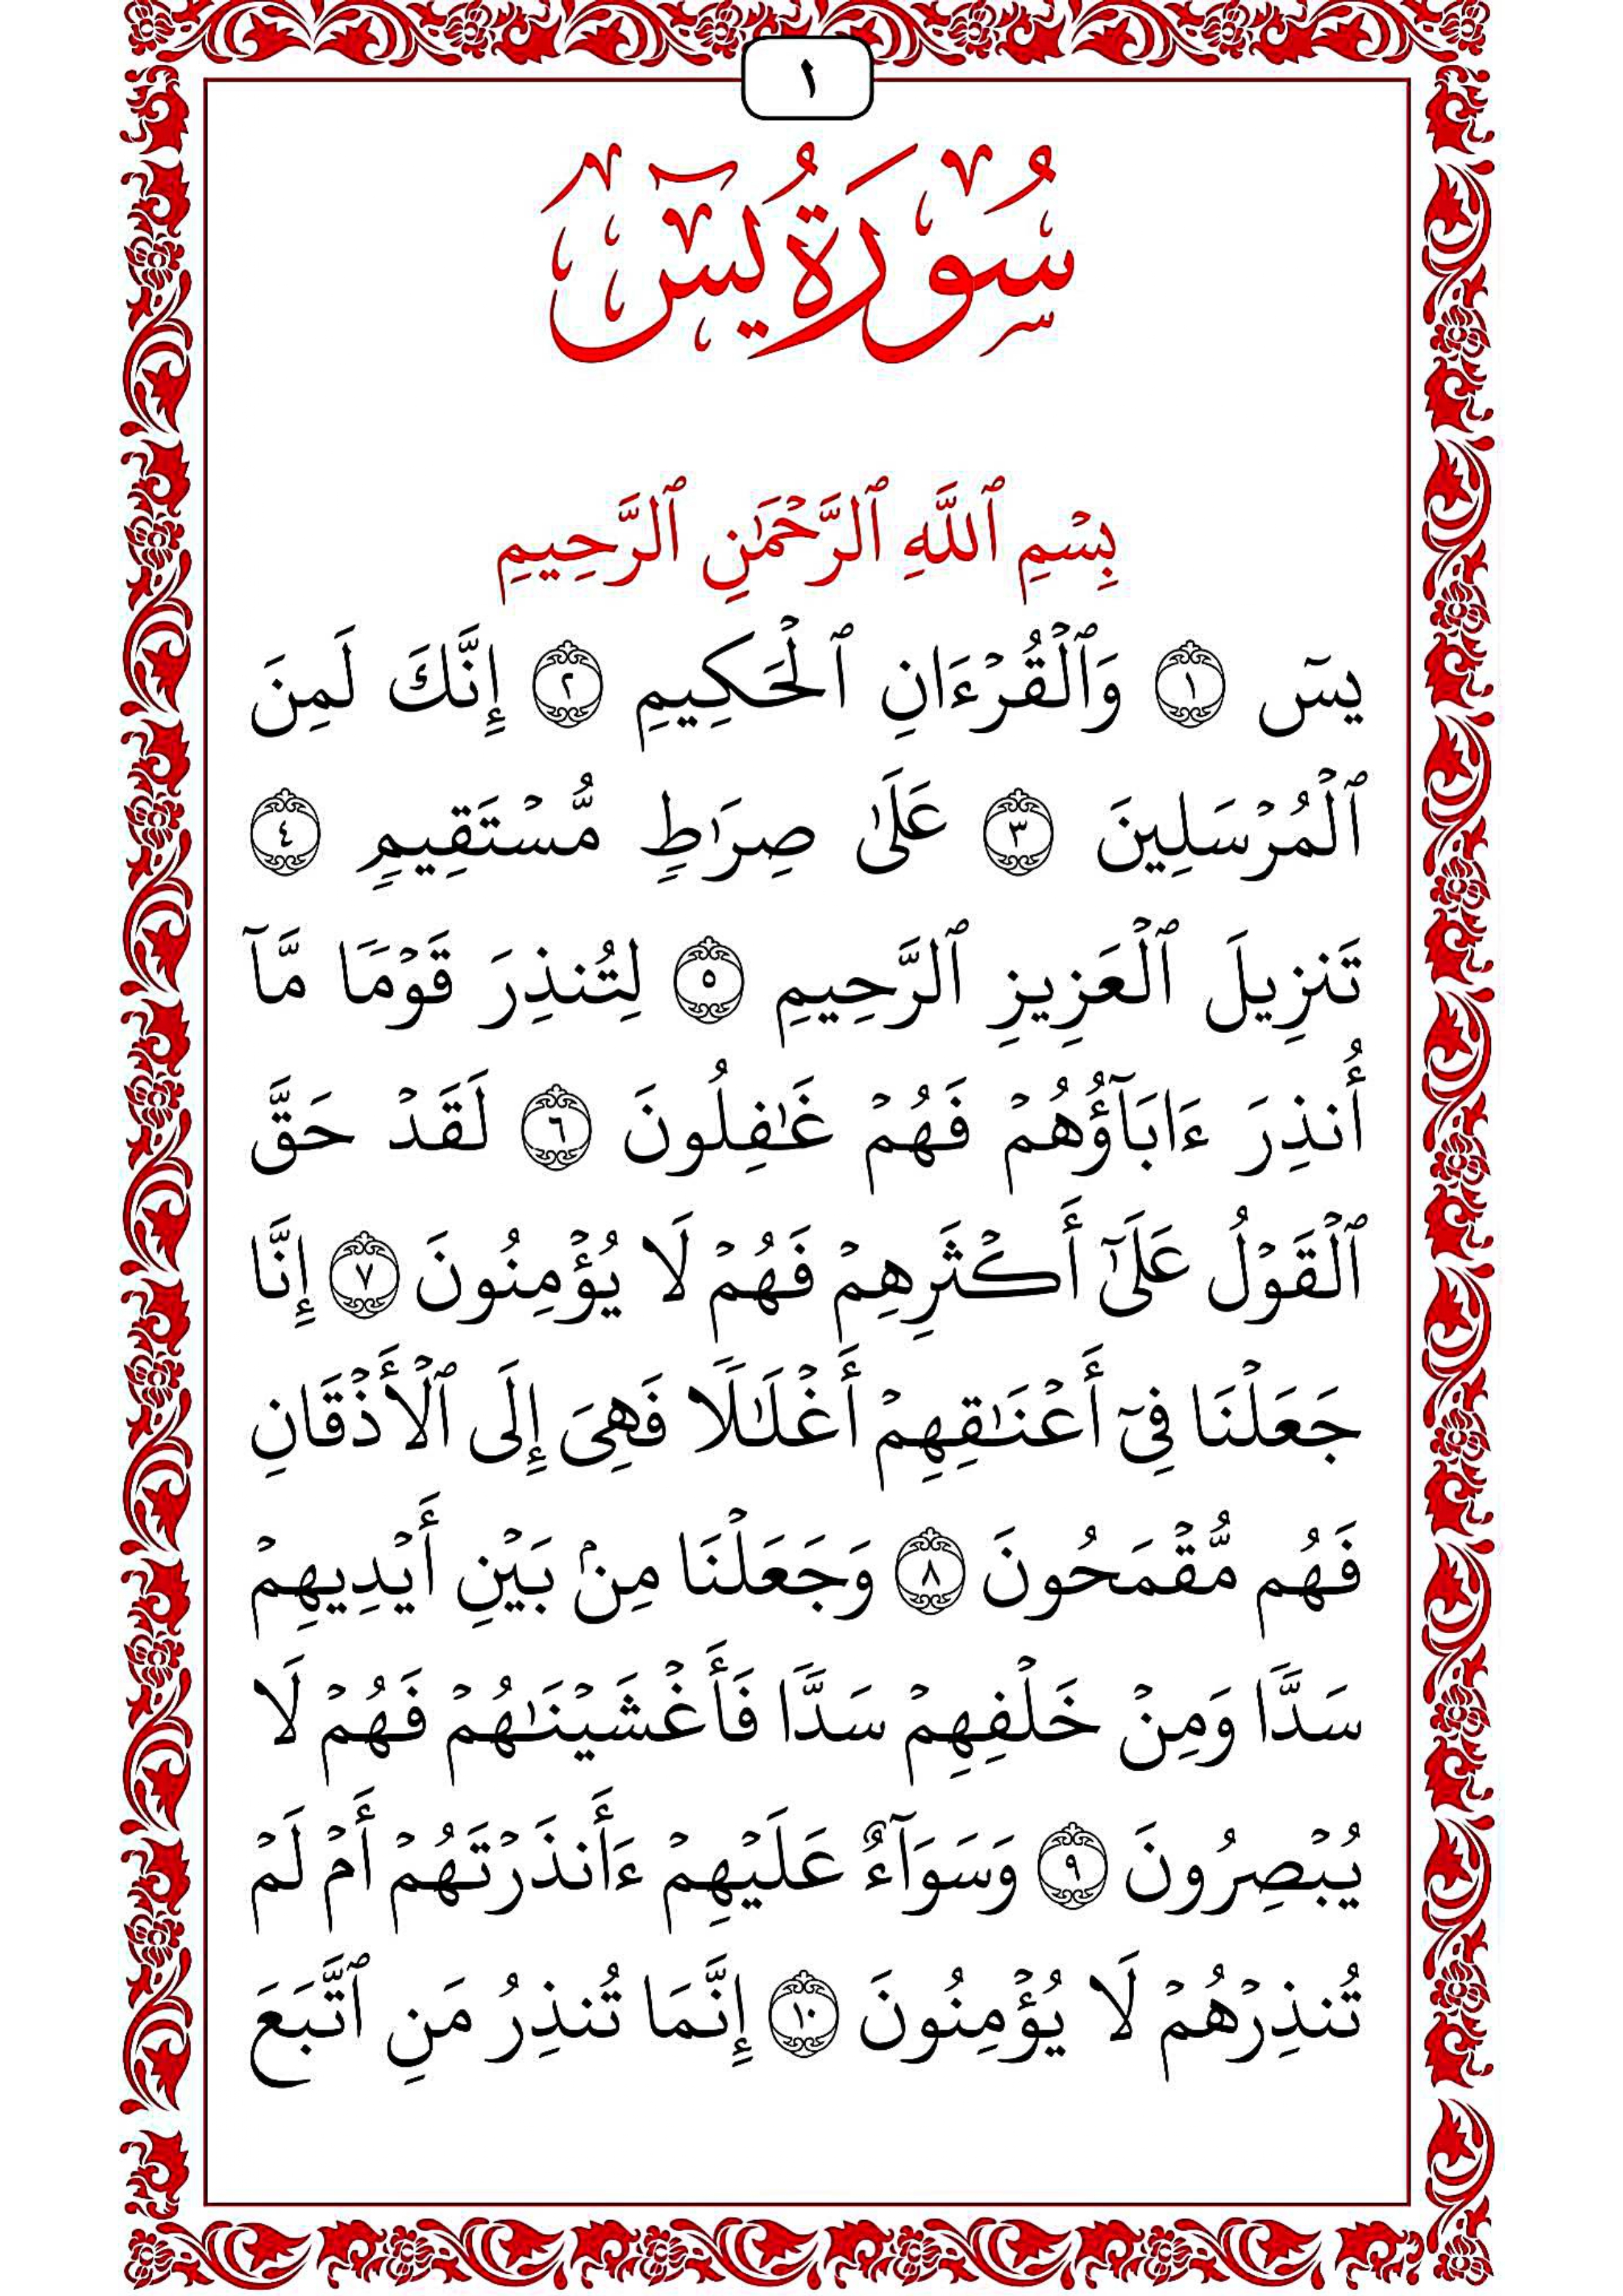 ١
سُورَةُ يسٓ
بِسۡمِ ٱللَّهِ ٱلرَّحۡمَٰنِ ٱلرَّحِيمِ
يسٓ ١ وَٱلۡقُرۡءَانِ ٱلۡحَكِيمِ ٢ إِنَّكَ لَمِنَ
ٱلۡمُرۡسَلِينَ ٣ عَلَىٰ صِرَٰطٖ مُّسۡتَقِيمٖ ٤
تَنزِيلَ ٱلۡعَزِيزِ ٱلرَّحِيمِ ٥ لِتُنذِرَ قَوۡمٗا مَّآ
أُنذِرَ ءَابَآؤُهُمۡ فَهُمۡ غَٰفِلُونَ ٦ لَقَدۡ حَقَّ
ٱلۡقَوۡلُ عَلَىٰٓ أَكۡثَرِهِمۡ فَهُمۡ لَا يُؤۡمِنُونَ ٧ إِنَّا
جَعَلۡنَا فِيٓ أَعۡنَٰقِهِمۡ أَغۡلَٰلٗا فَهِيَ إِلَى ٱلۡأَذۡقَانِ
فَهُم مُّقۡمَحُونَ ٨ وَجَعَلۡنَا مِنۢ بَيۡنِ أَيۡدِيهِمۡ
سَدّٗا وَمِنۡ خَلۡفِهِمۡ سَدّٗا فَأَغۡشَيۡنَٰهُمۡ فَهُمۡ لَا
يُبۡصِرُونَ ٩ وَسَوَآءٌ عَلَيۡهِمۡ ءَأَنذَرۡتَهُمۡ أَمۡ لَمۡ
تُنذِرۡهُمۡ لَا يُؤۡمِنُونَ ١٠ إِنَّمَا تُنذِرُ مَنِ ٱتَّبَعَ